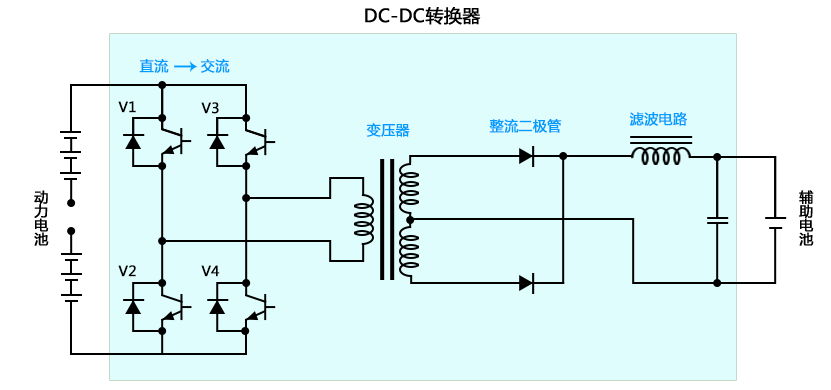 DC-DC转换器
直流 → 交流
V1
V3
变压器
整流二极管
滤波电路
动力电池
辅助电池
V2
V4